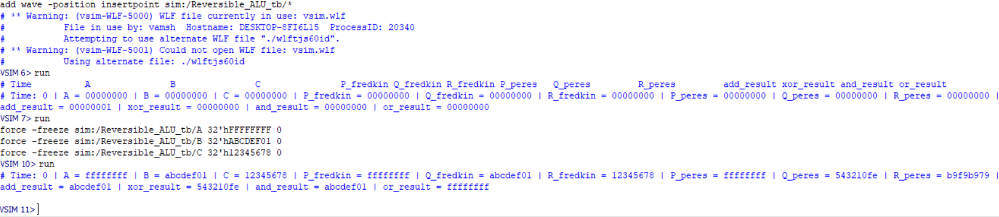 add wave -position insertpoint sim:/Reversible_ALU_tb/*
# ** Warning: (vsim-WLF-5000) WLF file currently in use: vsim.wlf
#           File in use by: vamsh  Hostname: DESKTOP-8FI6L15  ProcessID: 20340
#           Attempting to use alternate WLF file "./wlftjs60id".
# ** Warning: (vsim-WLF-5001) Could not open WLF file: vsim.wlf
#           Using alternate file: ./wlftjs60id
VSIM 6> run
# Time           A                B                C                P_fredkin Q_fredkin R_fredkin P_peres   Q_peres         R_peres         add_result xor_result and_result or_result
# Time: 0 | A = 00000000 | B = 00000000 | C = 00000000 | P_fredkin = 00000000 | Q_fredkin = 00000000 | R_fredkin = 00000000 | P_peres = 00000000 | Q_peres = 00000000 | R_peres = 00000000 |
add_result = 00000001 | xor_result = 00000000 | and_result = 00000000 | or_result = 00000000
VSIM 7> run
force -freeze sim:/Reversible_ALU_tb/A 32'hFFFFFFFF 0
force -freeze sim:/Reversible_ALU_tb/B 32'hABCDEF01 0
force -freeze sim:/Reversible_ALU_tb/C 32'h12345678 0
VSIM 10> run
# Time: 0 | A = ffffffff | B = abcdef01 | C = 12345678 | P_fredkin = ffffffff | Q_fredkin = abcdef01 | R_fredkin = 12345678 | P_peres = ffffffff | Q_peres = 543210fe | R_peres = b9f9b979 |
add_result = abcdef01 | xor_result = 543210fe | and_result = abcdef01 | or_result = ffffffff
VSIM 11>